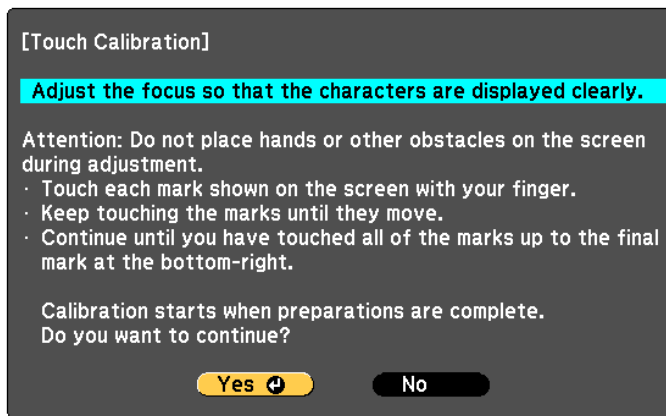 [Touch Calibration]
Adjust the focus so that the characters are displayed clearly.
Attention: Do not place hands or other obstacles on the screen
during adjustment.
· Touch each mark shown on the screen with your finger.
· Keep touching the marks until they move.
· Continue until you have touched all of the marks up to the final
mark at the bottom-right.
Calibration starts when preparations are complete.
Do you want to continue?
Yes No